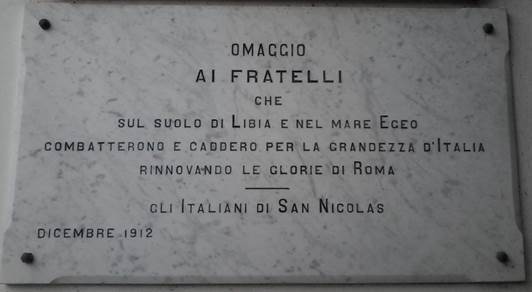 OMAGGIO
AI FRATELLI
CHE
SUL SUOLO DI LIBIA E NEL MARE EGEO
COMBATTERONO E CADDERO PER LA GRANDEZZA D'ITALIA
RINNOVANDO LE GLORIE DI ROMA
GLI ITALIANI DI SAN NICOLAS
DICEMBRE 1912